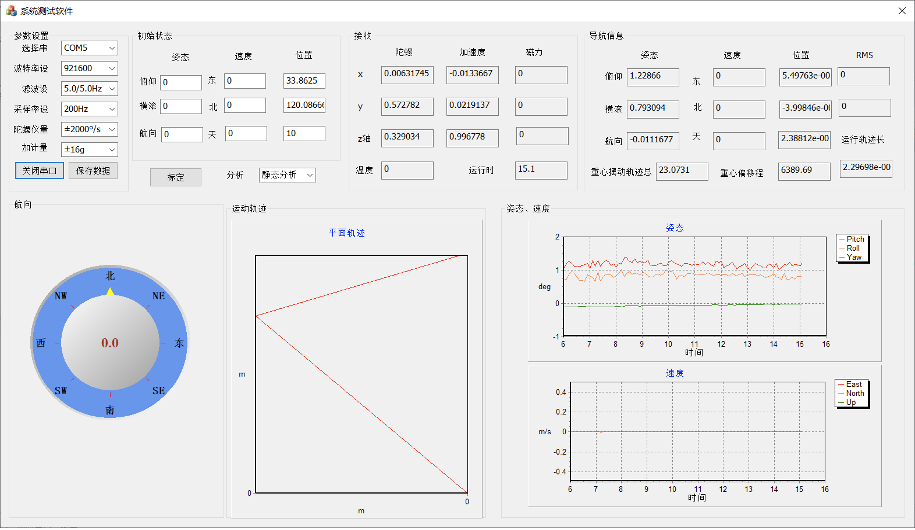 系统测试软件
参数设置
选择串 COM5
波特率设 921600
滤波设 5.0/5.0Hz
采样率设 200Hz
陀螺仪量 ±2000°/s
加计量 ±16g
关闭串口 保存数据
初始状态
姿态 速度 位置
俯仰 0 东 0 33.8625
横滚 0 北 0 120.0866
航向 0 天 0 10
标定 分析 静态分析
接收
陀螺 加速度 磁力
x 0.00631745 -0.0133667 0
y 0.572782 0.0219137 0
z轴 0.329034 0.996778 0
温度 0 运行时 15.1
导航信息
姿态 速度 位置 RMS
俯仰 1.22866 东 0 5.49763e-00 0
横滚 0.793094 北 0 -3.99846e-0 0
航向 -0.0111677 天 0 2.38812e-00 运行轨迹长
重心摆动轨迹总 23.0731 重心偏移程 6389.69 2.29698e-00
航向
北
NW NE
西 0.0 东
SW SE
南
运动轨迹
平面轨迹
m
0
0
m
姿态、速度
姿态
Pitch
Roll
Yaw
2
1
deg
0
-1
6 7 8 9 10 11 12 13 14 15 16
时间
速度
East
North
Up
0.4
0.2
m/s 0
-0.2
-0.4
6 7 8 9 10 11 12 13 14 15 16
时间